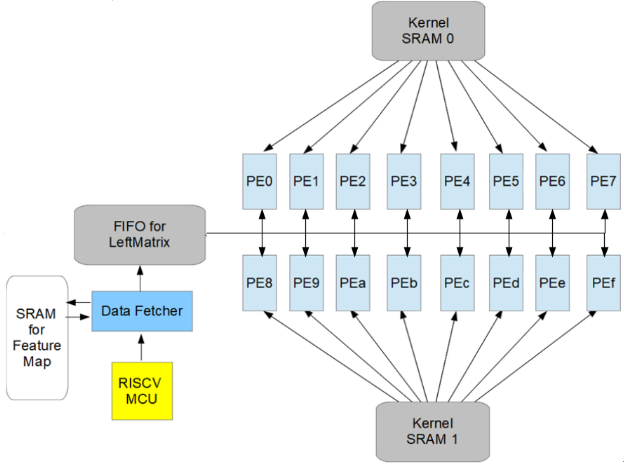 Kernel
SRAM 0
PE0 PE1 PE2 PE3 PE4 PE5 PE6 PE7
FIFO for
LeftMatrix
PE8 PE9 PEa PEb PEc PEd PEe PEf
SRAM
for
Feature
Map
Data Fetcher
RISCV
MCU
Kernel
SRAM 1